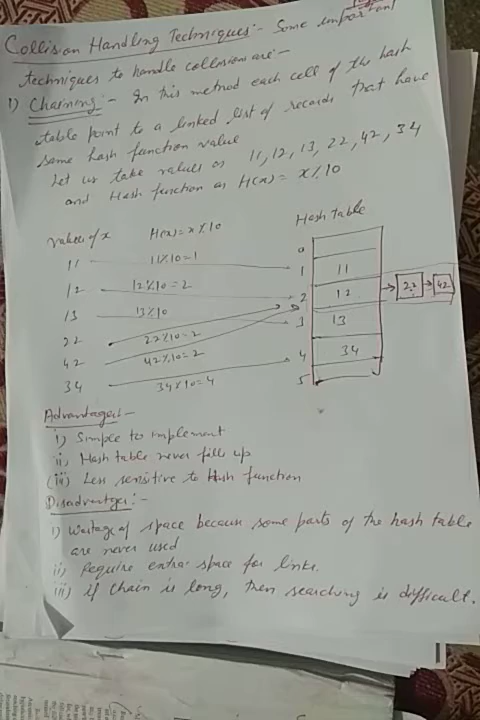 Collision Handling Techniques:- Some important
techniques to handle collision are:-
1) Chaining:- In this method each cell of the hash
table point to a linked list of records that have
same hash function value
Let us take values as 11, 12, 13, 22, 42, 34
and Hash function as H(x) = x%10
values of x H(x) = x%10 Hash table
0
11 11%10=1 1 11
12 12%10=2 2 12 22 42
13 13%10 3 13
22 22%10=2
42 42%10=2
34 34%10=4 4 34
5
Advantages:-
i) Simple to implement
ii) Hash table never fills up
(iii) Less sensitive to Hash function
Disadvantges:-
i) Wastage of space because some parts of the hash table
are never used
ii) Require extra space for links.
iii) if chain is long, then searching is difficult.